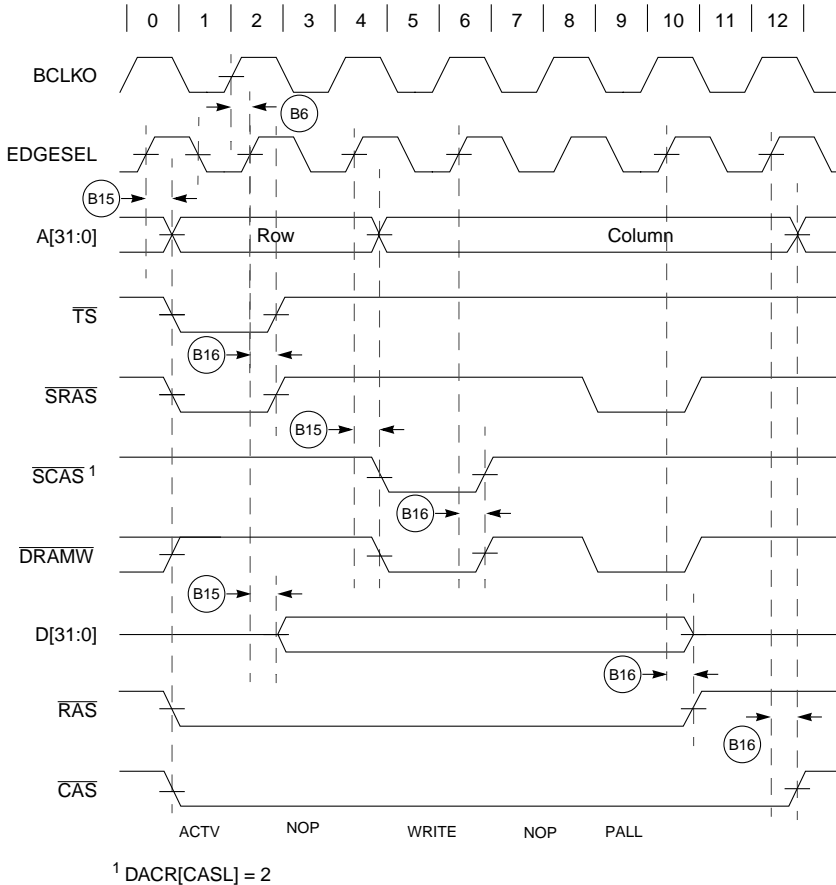 0 1 2 3 4 5 6 7 8 9 10 11 12
BCLKO
B6
EDGESEL
B15
A[31:0] Row Column
TS
B16
SRAS
B15
SCAS 1
B16
DRAMW
B15
D[31:0]
B16
RAS
B16
CAS
ACTV NOP WRITE NOP PALL
1 DACR[CASL] = 2